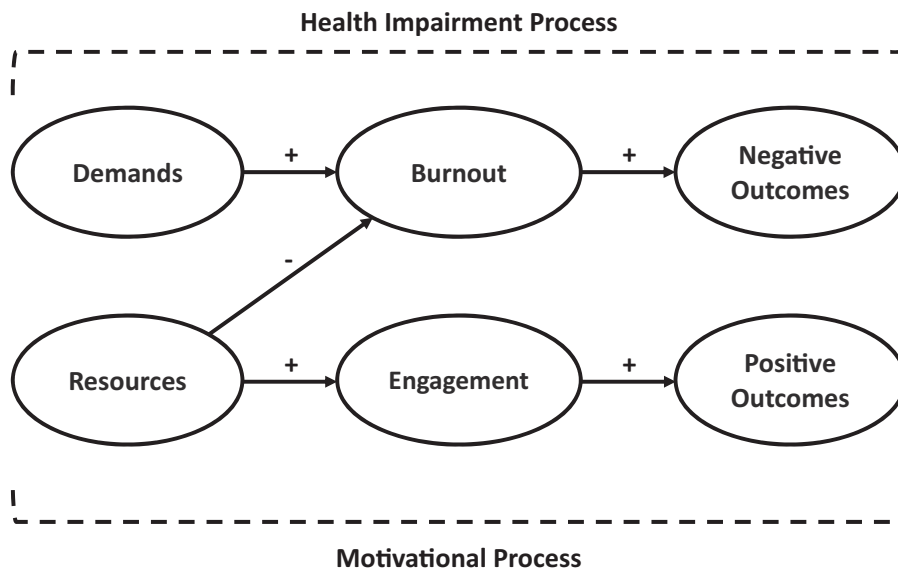 Health Impairment Process
+
+
Demands
Burnout
Negative
Outcomes
-
+
+
Resources
Engagement
Positive
Outcomes
Motivational Process